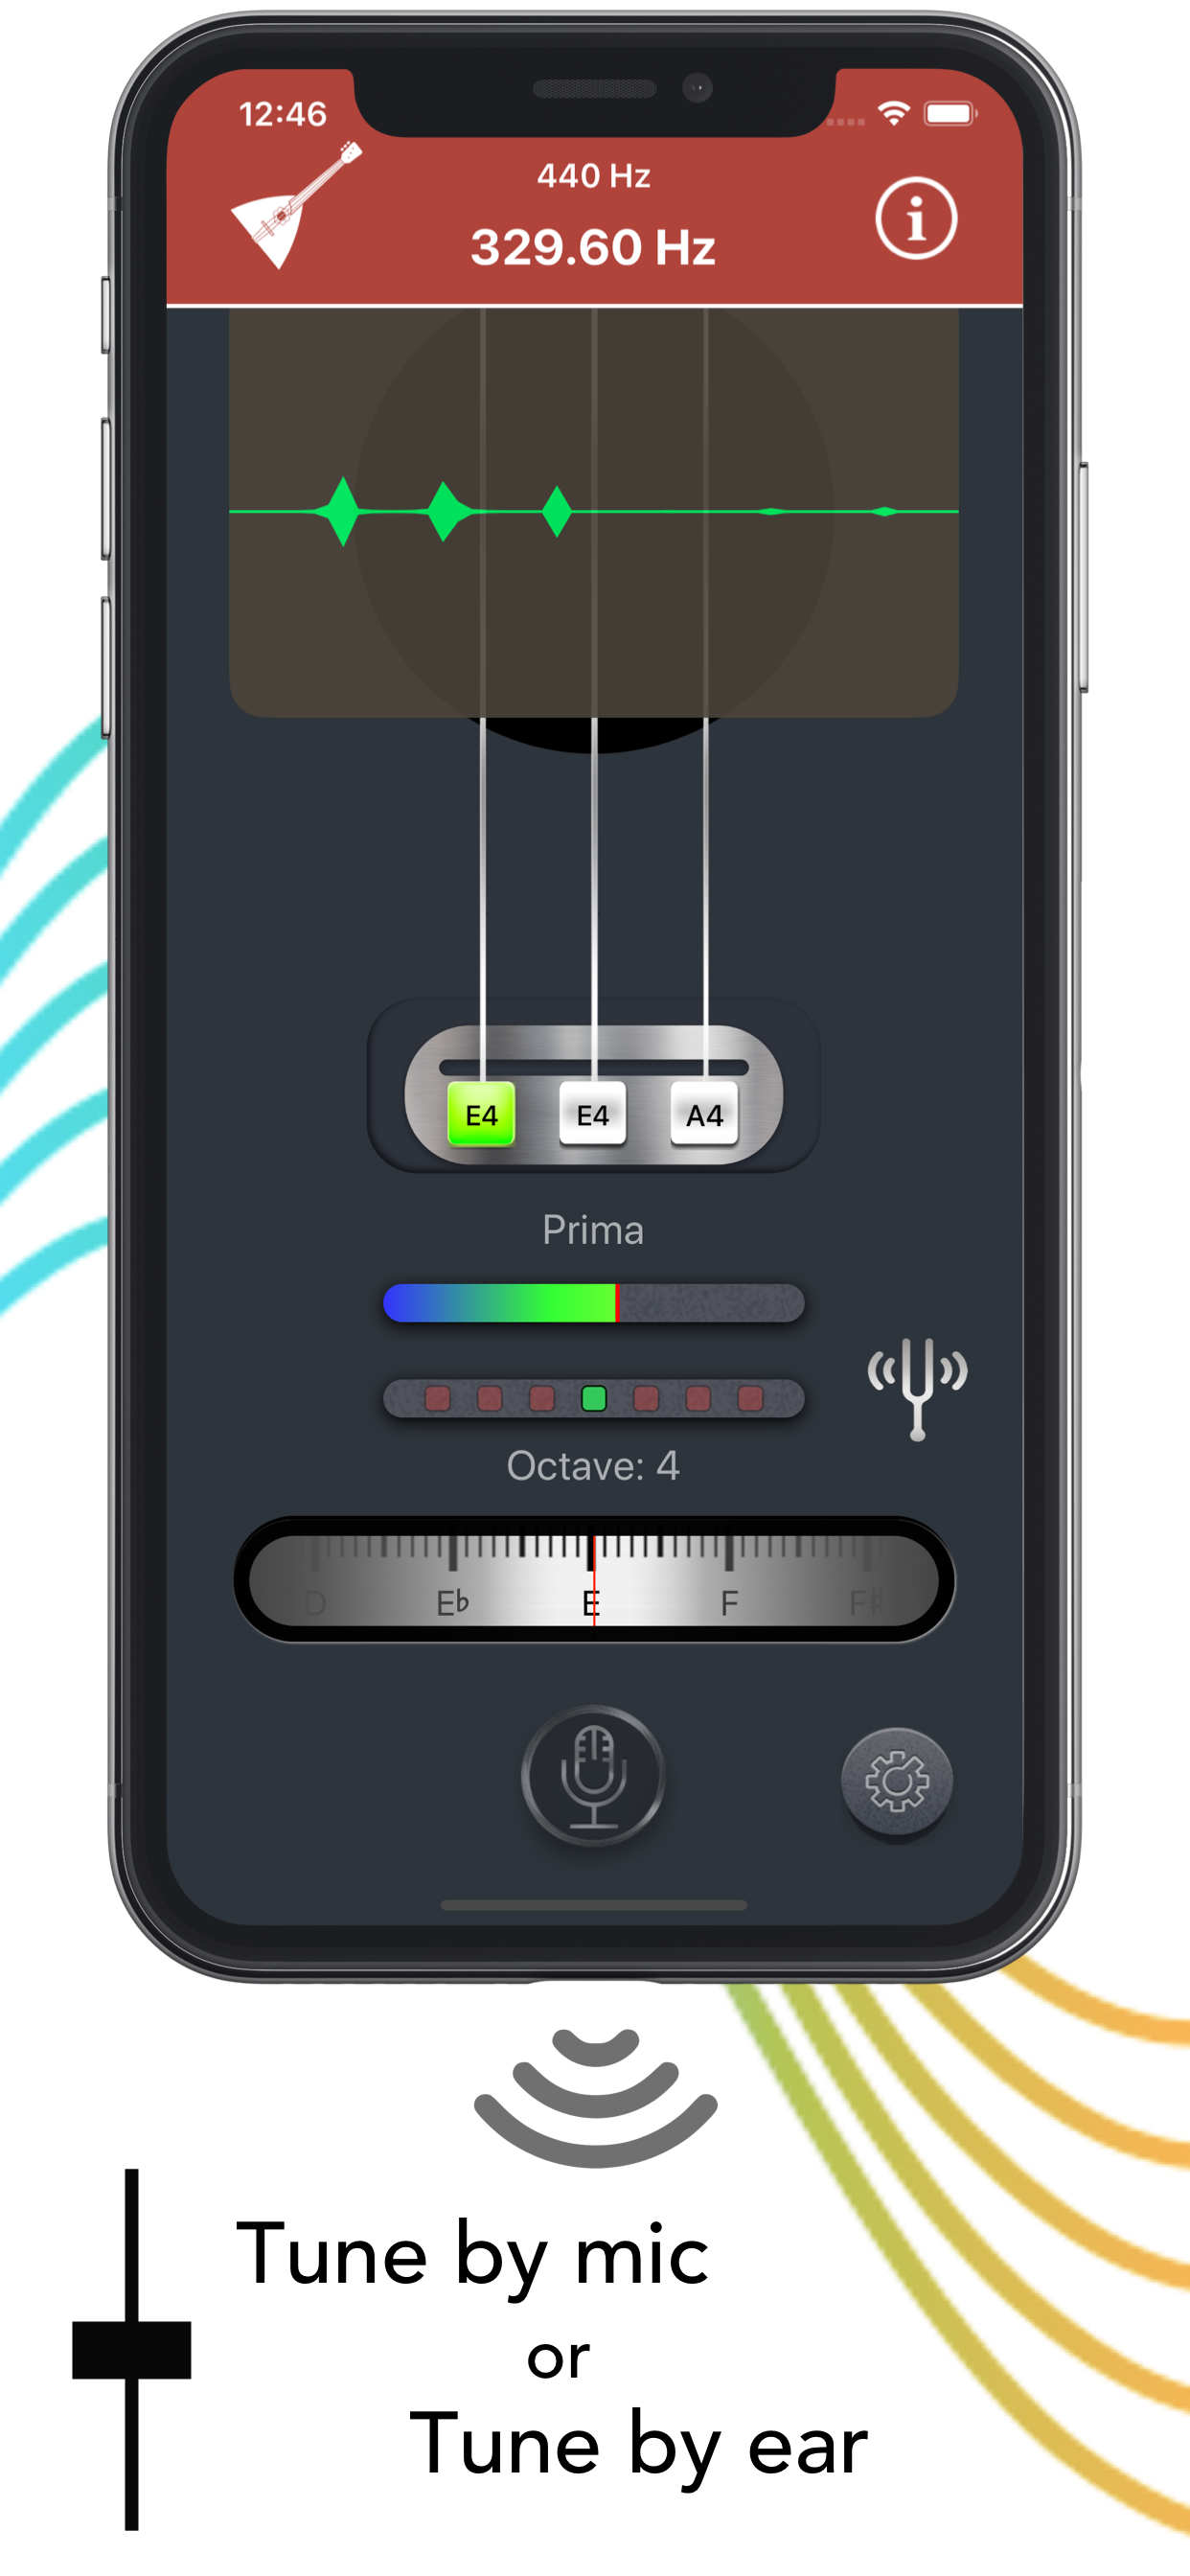 12:46
440 Hz
329.60 Hz
i
E4 E4 A4
Prima
Octave: 4
D E♭ E F F#
Tune by mic
or
Tune by ear